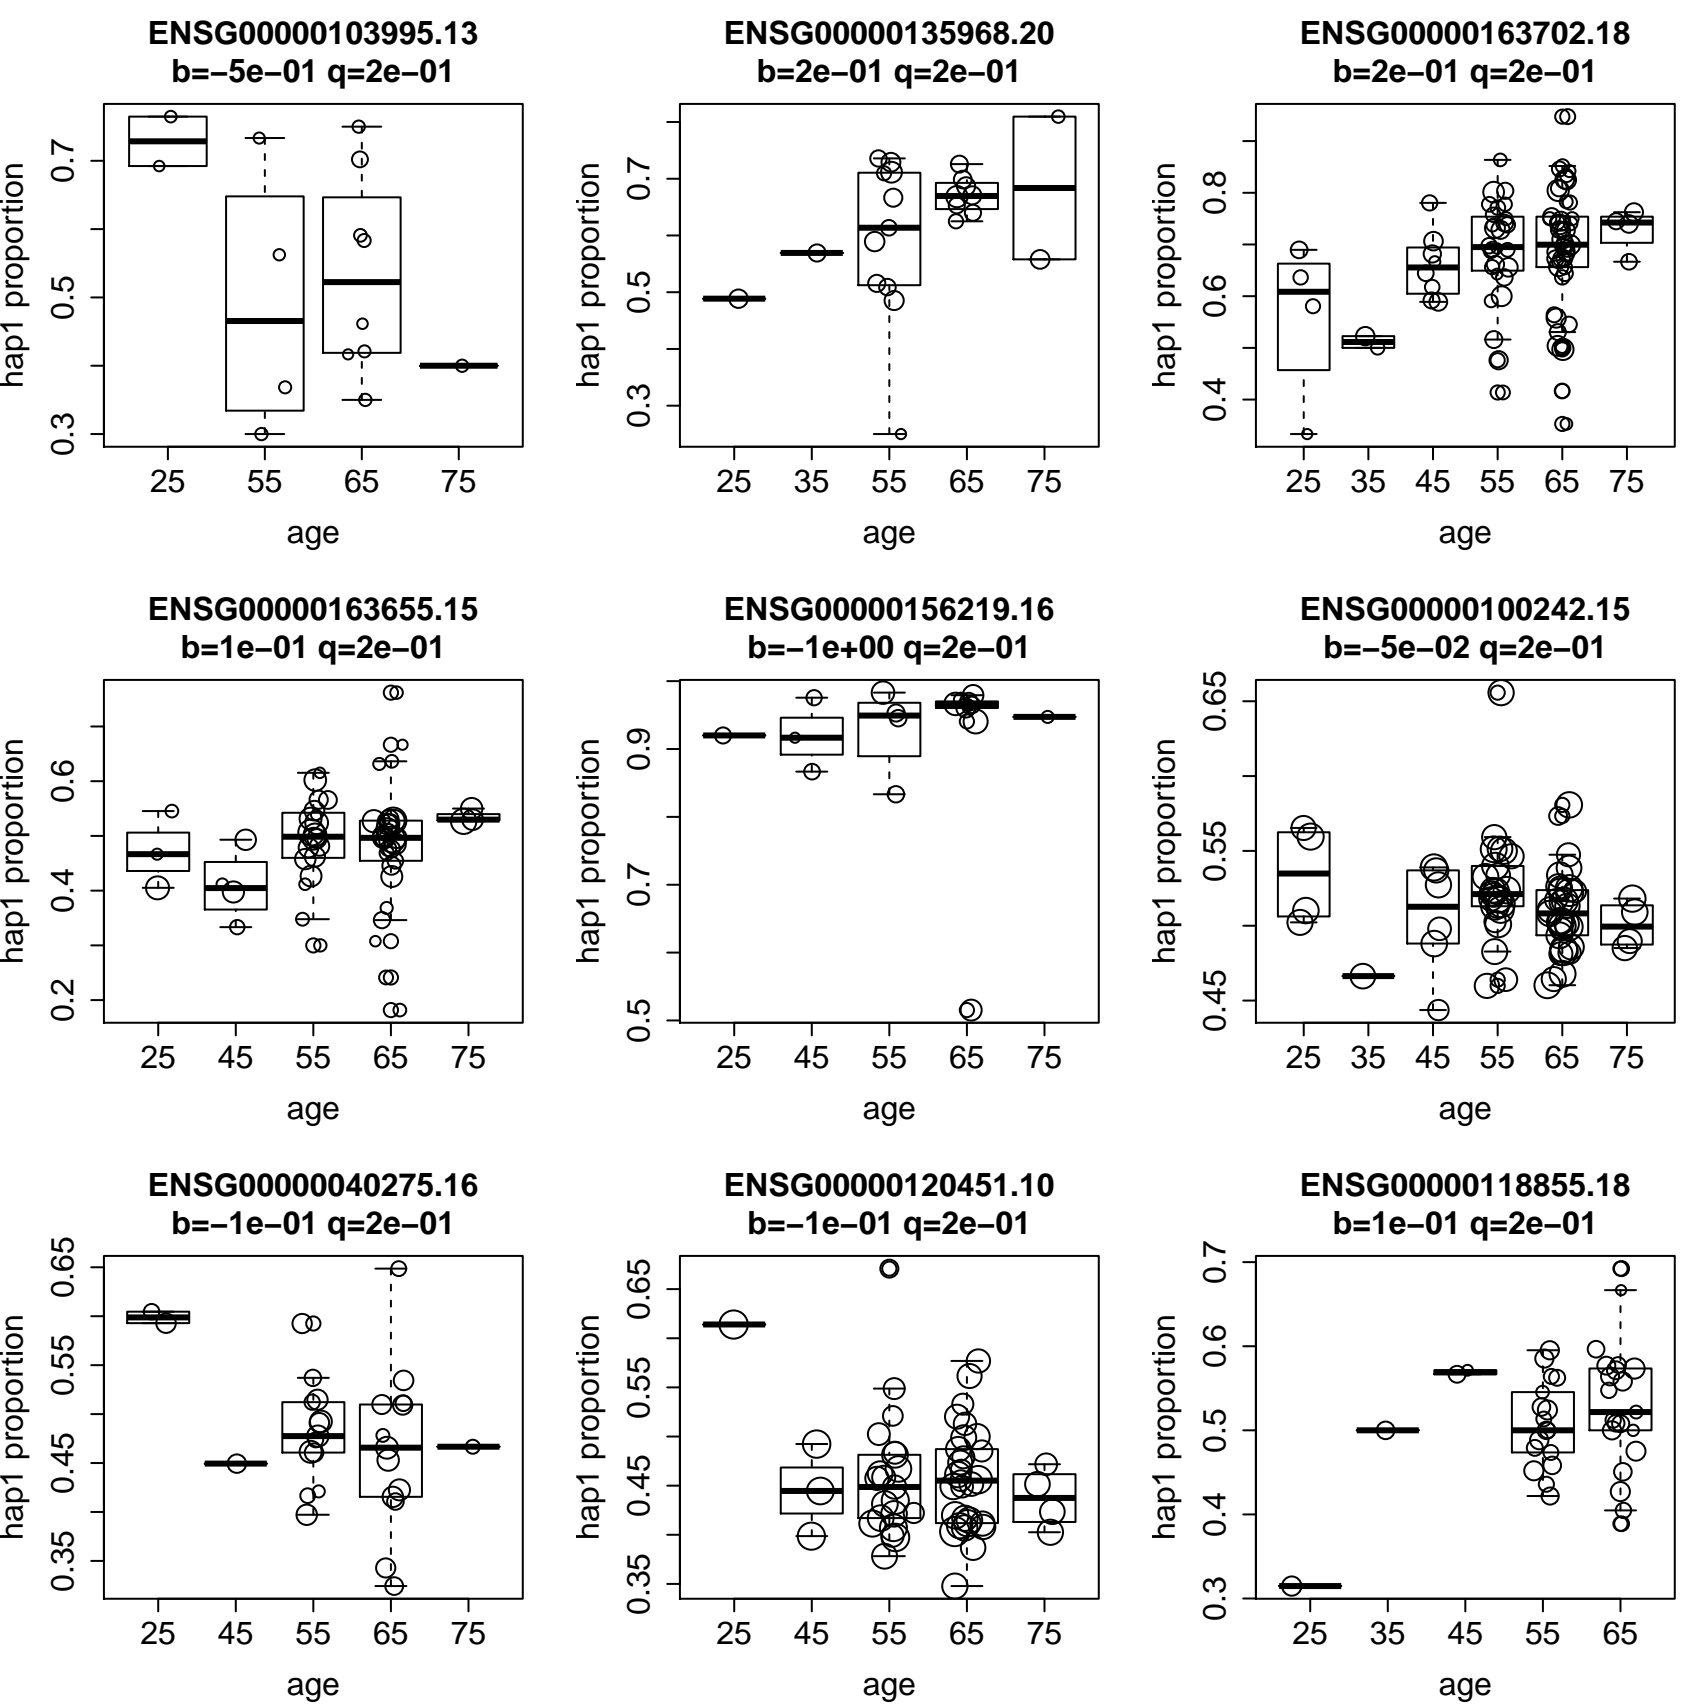 ENSG00000103995.13
b=−5e−01 q=2e−01
hap1 proportion
0.3 0.5 0.7
25 55 65 75
age
ENSG00000135968.20
b=2e−01 q=2e−01
hap1 proportion
0.3 0.5 0.7
25 35 55 65 75
age
ENSG00000163702.18
b=2e−01 q=2e−01
hap1 proportion
0.4 0.6 0.8
25 35 45 55 65 75
age
ENSG00000163655.15
b=1e−01 q=2e−01
hap1 proportion
0.2 0.4 0.6
25 45 55 65 75
age
ENSG00000156219.16
b=−1e+00 q=2e−01
hap1 proportion
0.5 0.7 0.9
25 45 55 65 75
age
ENSG00000100242.15
b=−5e−02 q=2e−01
hap1 proportion
0.45 0.55 0.65
25 35 45 55 65 75
age
ENSG00000040275.16
b=−1e−01 q=2e−01
hap1 proportion
0.35 0.45 0.55 0.65
25 45 55 65 75
age
ENSG00000120451.10
b=−1e−01 q=2e−01
hap1 proportion
0.35 0.45 0.55 0.65
25 45 55 65 75
age
ENSG00000118855.18
b=1e−01 q=2e−01
hap1 proportion
0.3 0.4 0.5 0.6 0.7
25 35 45 55 65
age